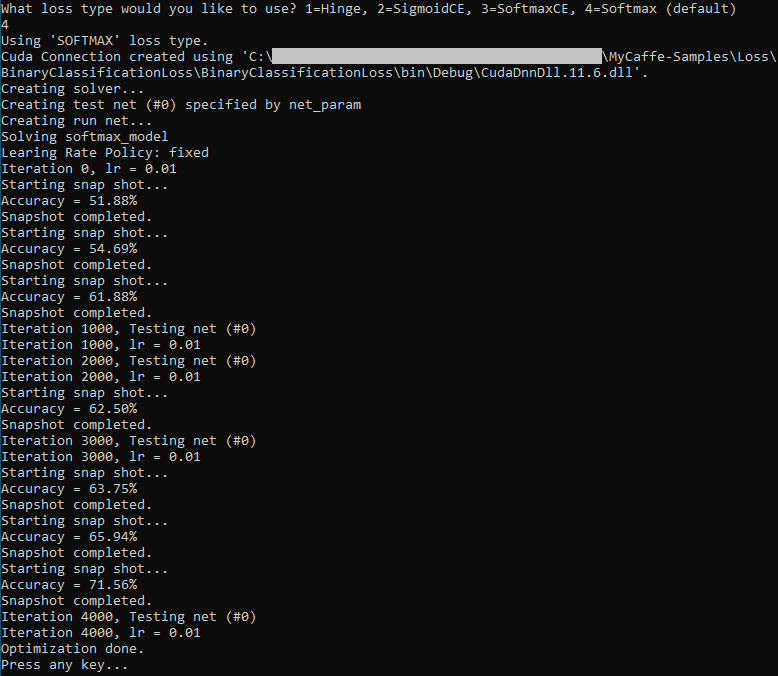 What loss type would you like to use? 1=Hinge, 2=SigmoidCE, 3=SoftmaxCE, 4=Softmax (default)
4
Using 'SOFTMAX' loss type.
Cuda Connection created using 'C:\ \MyCaffe-Samples\Loss\
BinaryClassificationLoss\BinaryClassificationLoss\bin\Debug\CudaDnnDll.11.6.dll'.
Creating solver...
Creating test net (#0) specified by net_param
Creating run net...
Solving softmax_model
Learing Rate Policy: fixed
Iteration 0, lr = 0.01
Starting snap shot...
Accuracy = 51.88%
Snapshot completed.
Starting snap shot...
Accuracy = 54.69%
Snapshot completed.
Starting snap shot...
Accuracy = 61.88%
Snapshot completed.
Iteration 1000, Testing net (#0)
Iteration 1000, lr = 0.01
Iteration 2000, Testing net (#0)
Iteration 2000, lr = 0.01
Starting snap shot...
Accuracy = 62.50%
Snapshot completed.
Iteration 3000, Testing net (#0)
Iteration 3000, lr = 0.01
Starting snap shot...
Accuracy = 63.75%
Snapshot completed.
Starting snap shot...
Accuracy = 65.94%
Snapshot completed.
Starting snap shot...
Accuracy = 71.56%
Snapshot completed.
Iteration 4000, Testing net (#0)
Iteration 4000, lr = 0.01
Optimization done.
Press any key...